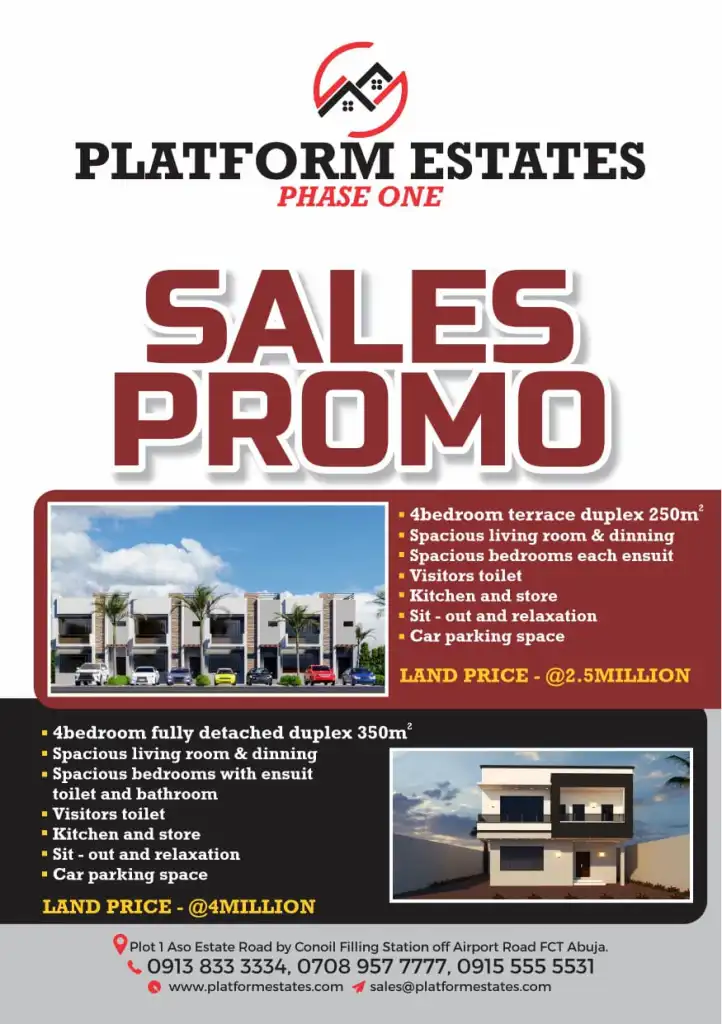 PLATFORM ESTATES
PHASE ONE
SALES
PROMO
4bedroom terrace duplex 250m²
Spacious living room & dinning
Spacious bedrooms each ensuit
Visitors toilet
Kitchen and store
Sit - out and relaxation
Car parking space
LAND PRICE - @2.5MILLION
4bedroom fully detached duplex 350m²
Spacious living room & dinning
Spacious bedrooms with ensuit
toilet and bathroom
Visitors toilet
Kitchen and store
Sit - out and relaxation
Car parking space
LAND PRICE - @4MILLION
Plot 1 Aso Estate Road by Conoil Filling Station off Airport Road FCT Abuja.
0913 833 3334, 0708 957 7777, 0915 555 5531
www.platformestates.com sales@platformestates.com